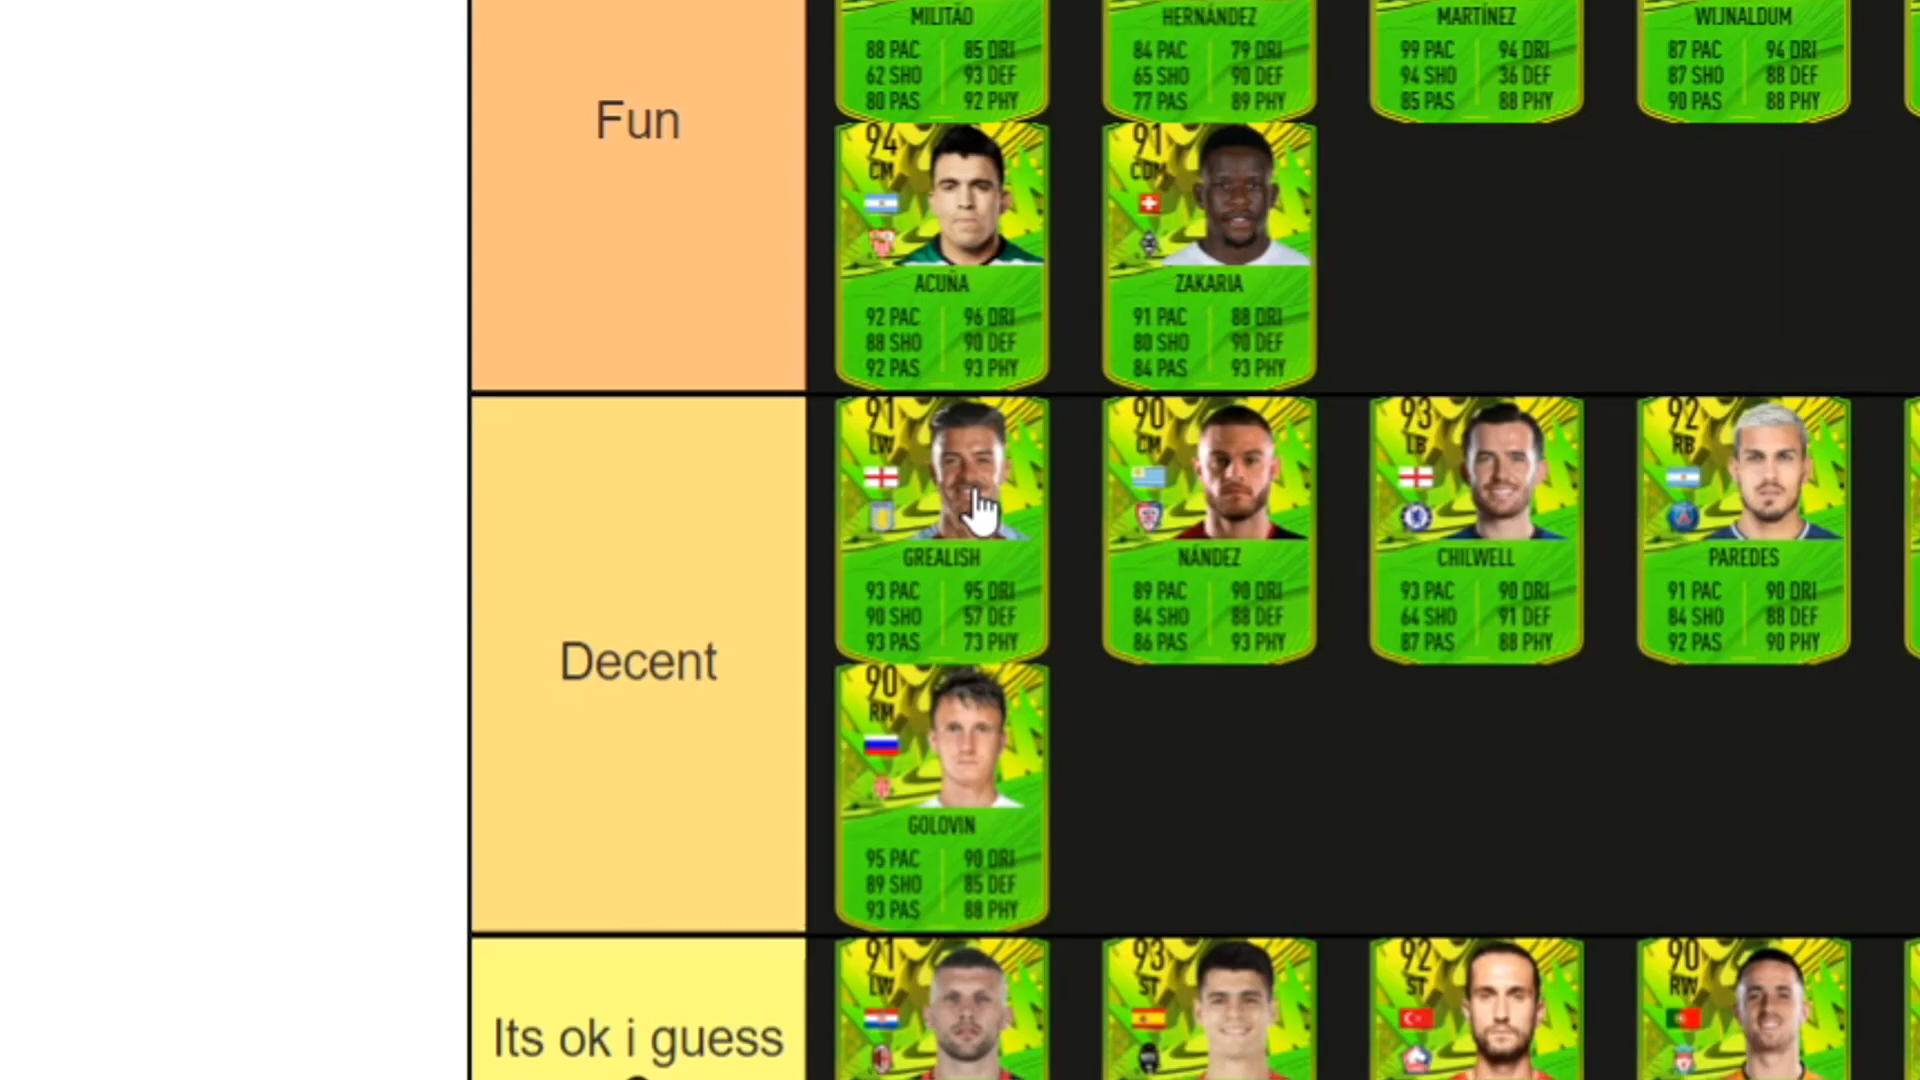 Fun
MILITÃO
88 PAC 85 DRI
62 SHO 93 DEF
80 PAS 92 PHY
HERNÁNDEZ
84 PAC 79 DRI
65 SHO 90 DEF
77 PAS 89 PHY
MARTÍNEZ
99 PAC 94 DRI
94 SHO 36 DEF
85 PAS 88 PHY
WIJNALDUM
87 PAC 94 DRI
87 SHO 88 DEF
90 PAS 88 PHY
94
CM
ACUÑA
92 PAC 96 DRI
88 SHO 90 DEF
92 PAS 93 PHY
91
CDM
ZAKARIA
91 PAC 88 DRI
80 SHO 90 DEF
84 PAS 93 PHY
Decent
91
LW
GREALISH
93 PAC 95 DRI
90 SHO 57 DEF
93 PAS 73 PHY
90
CM
NÁNDEZ
89 PAC 90 DRI
84 SHO 88 DEF
86 PAS 93 PHY
93
LB
CHILWELL
93 PAC 90 DRI
64 SHO 91 DEF
87 PAS 88 PHY
92
RB
PAREDES
91 PAC 90 DRI
84 SHO 88 DEF
92 PAS 90 PHY
90
RM
GOLOVIN
95 PAC 90 DRI
89 SHO 85 DEF
93 PAS 88 PHY
Its ok i guess
91
LW
93
ST
92
ST
90
RW